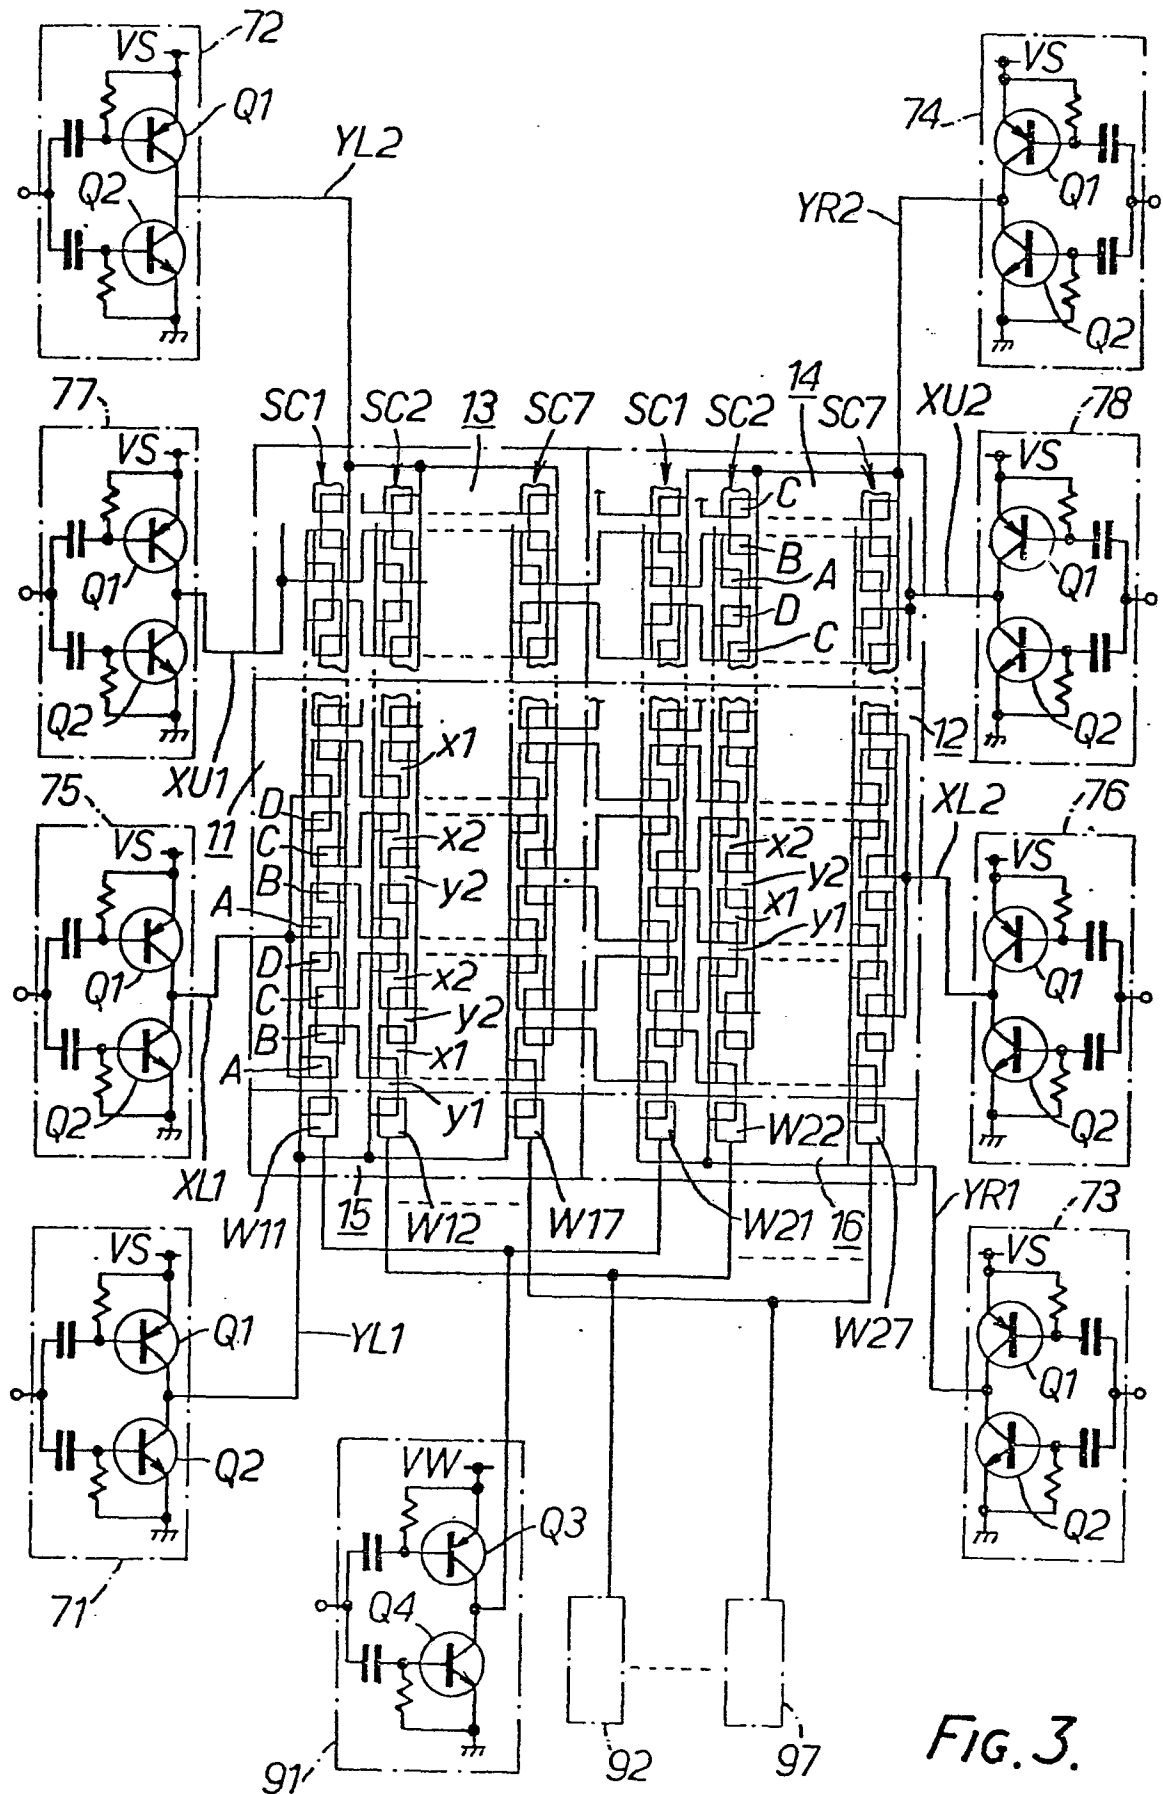 72
VS
Q1
Q2
YL2
VS
74
Q1
YR2
Q2
77
VS
Q1
Q2
XU1
SC1
SC2
13
SC7
SC1
SC2
14
SC7
XU2
78
VS
Q1
Q2
C
B
A
D
C
12
75
VS
Q1
Q2
XL1
11
D
C
B
A
D
C
B
A
x1
x2
y2
x2
y2
x1
y1
x2
y2
x1
y1
XL2
76
VS
Q1
Q2
W11
15
W12
W17
W21
W22
16
W27
YR1
73
VS
Q1
Q2
VS
Q1
Q2
YL1
71
VW
Q3
Q4
91
92
97
FIG. 3.